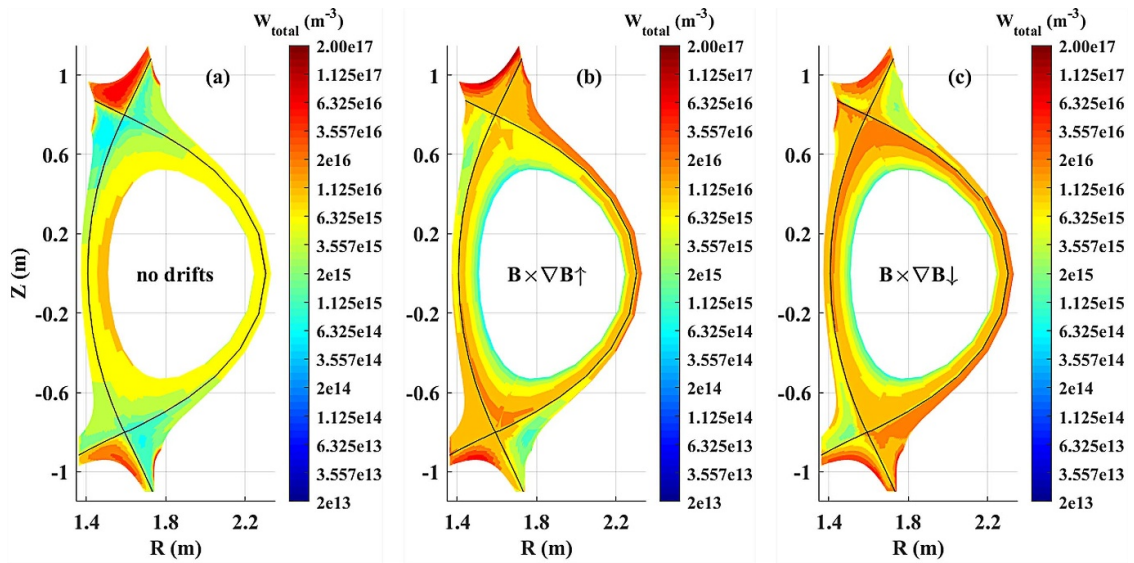 W_total (m^-3)
(a)
2.00e17
1.125e17
6.325e16
3.557e16
2e16
1.125e16
6.325e15
3.557e15
2e15
1.125e15
6.325e14
3.557e14
2e14
1.125e14
6.325e13
3.557e13
2e13
1
0.6
0.2
-0.2
-0.6
-1
Z (m)
no drifts
1.4
1.8
2.2
R (m)
W_total (m^-3)
(b)
2.00e17
1.125e17
6.325e16
3.557e16
2e16
1.125e16
6.325e15
3.557e15
2e15
1.125e15
6.325e14
3.557e14
2e14
1.125e14
6.325e13
3.557e13
2e13
1
0.6
0.2
-0.2
-0.6
-1
B×∇B↑
1.4
1.8
2.2
R (m)
W_total (m^-3)
(c)
2.00e17
1.125e17
6.325e16
3.557e16
2e16
1.125e16
6.325e15
3.557e15
2e15
1.125e15
6.325e14
3.557e14
2e14
1.125e14
6.325e13
3.557e13
2e13
1
0.6
0.2
-0.2
-0.6
-1
B×∇B↓
1.4
1.8
2.2
R (m)